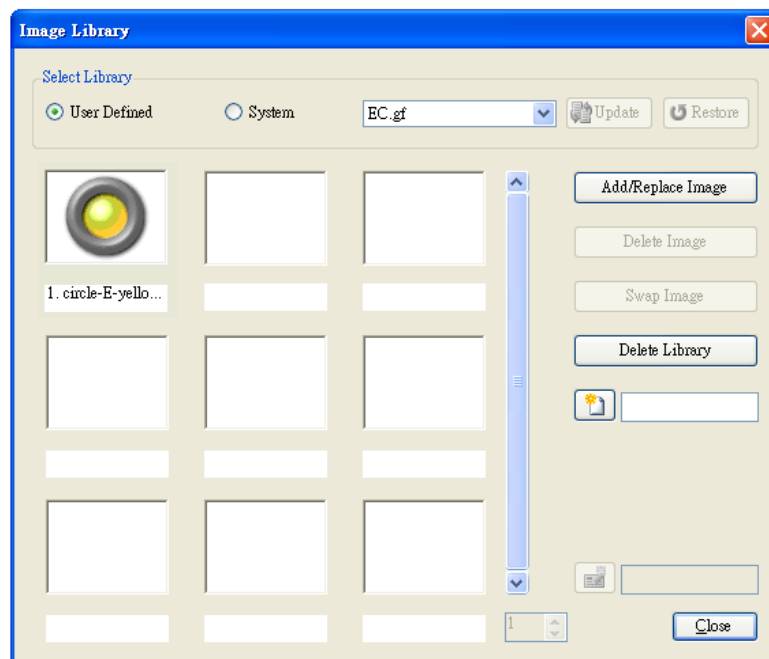 Image Library
Select Library
User Defined
System
EC.gf
Update
Restore
Add/Replace Image
Delete Image
1. circle-E-yello...
Swap Image
Delete Library
1
Close